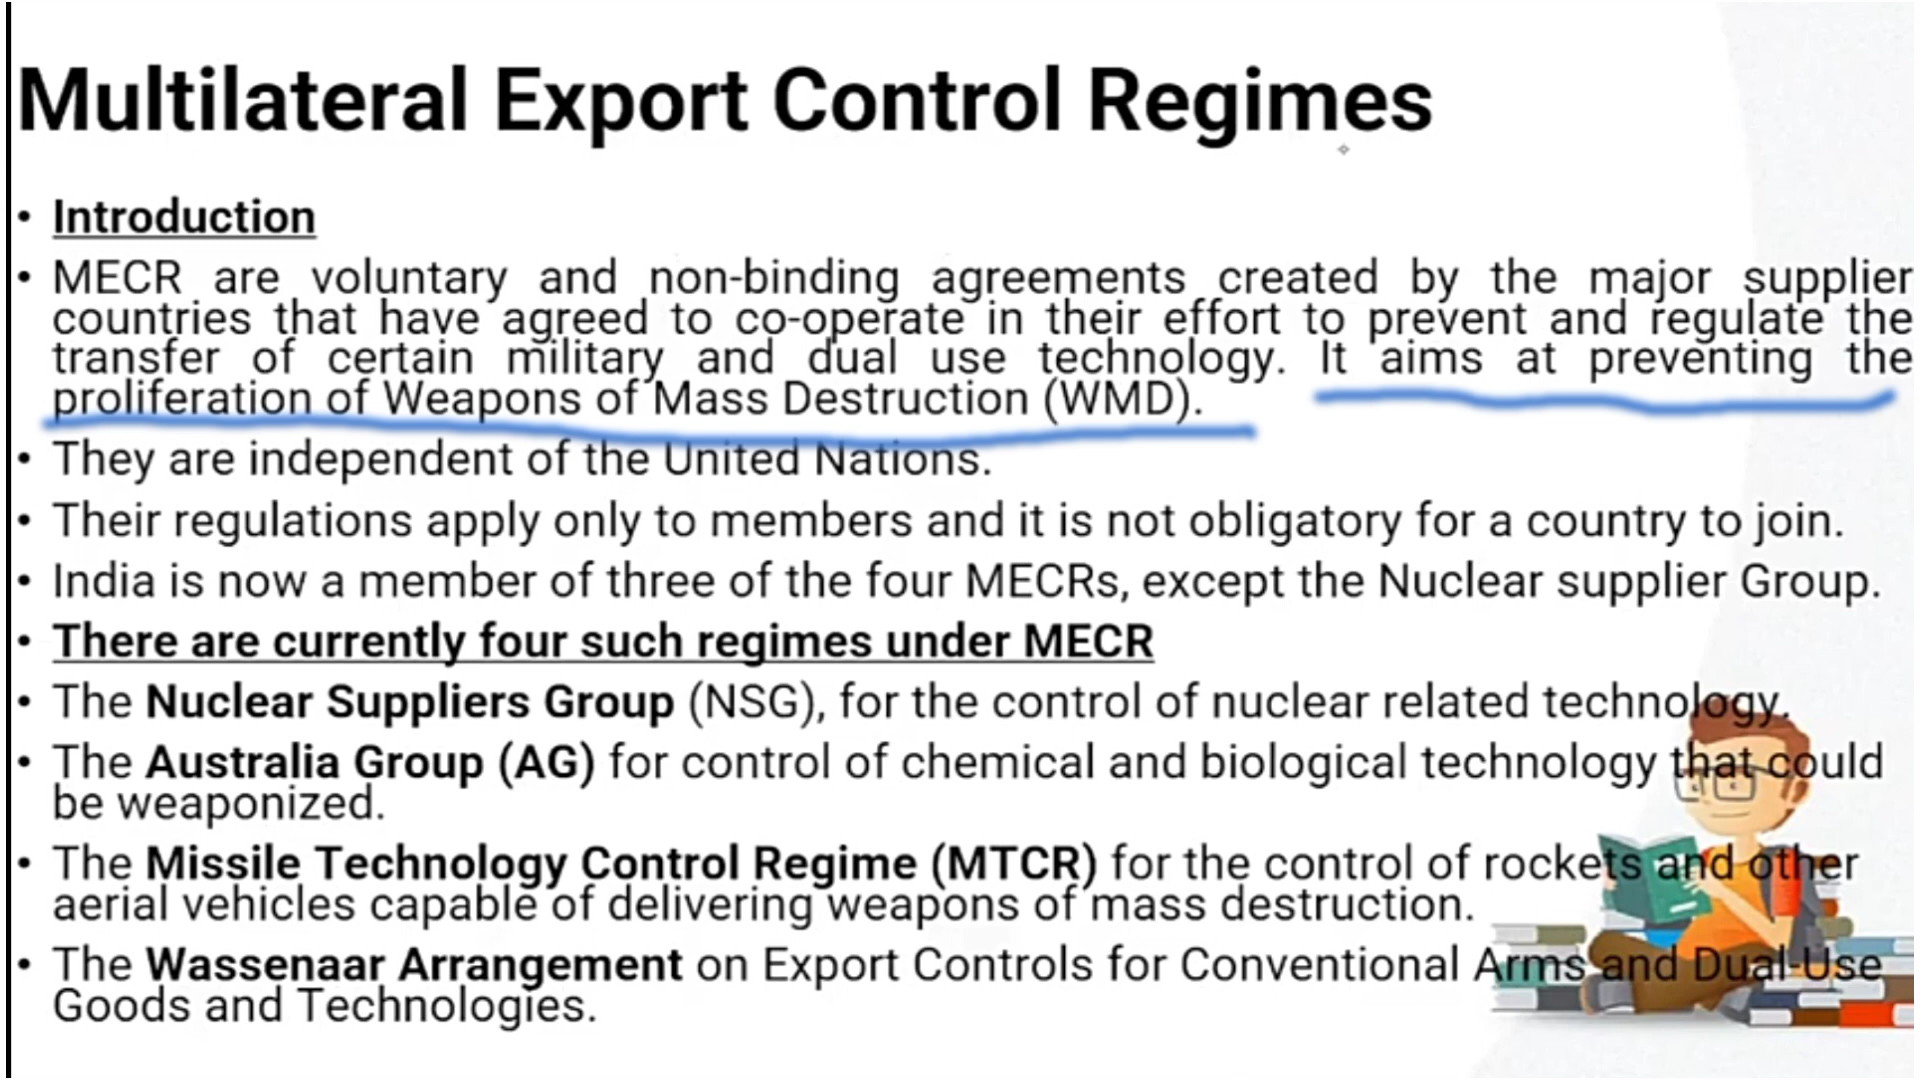 Multilateral Export Control Regimes
• Introduction
• MECR are voluntary and non-binding agreements created by the major supplier
countries that have agreed to co-operate in their effort to prevent and regulate the
transfer of certain military and dual use technology. It aims at preventing the
proliferation of Weapons of Mass Destruction (WMD).
• They are independent of the United Nations.
• Their regulations apply only to members and it is not obligatory for a country to join.
• India is now a member of three of the four MECRs, except the Nuclear supplier Group.
• There are currently four such regimes under MECR
• The Nuclear Suppliers Group (NSG), for the control of nuclear related technology.
• The Australia Group (AG) for control of chemical and biological technology that could
be weaponized.
• The Missile Technology Control Regime (MTCR) for the control of rockets and other
aerial vehicles capable of delivering weapons of mass destruction.
• The Wassenaar Arrangement on Export Controls for Conventional Arms and Dual-Use
Goods and Technologies.